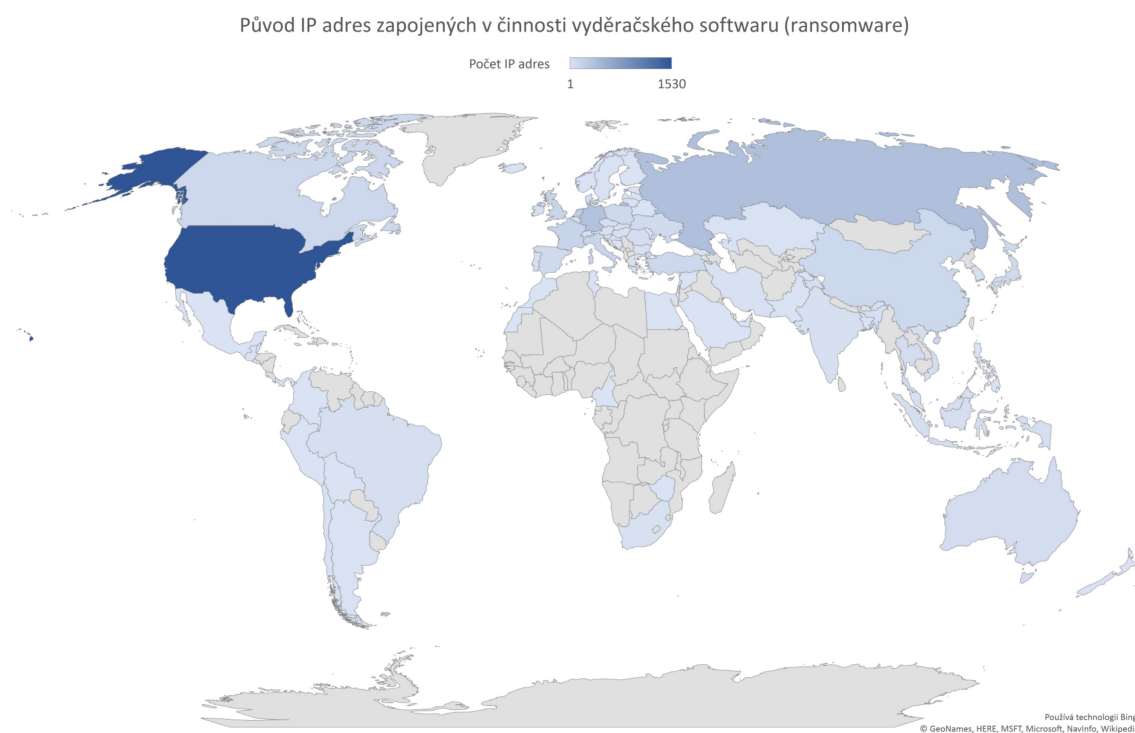 Původ IP adres zapojených v činnosti vyděračského softwaru (ransomware)
Počet IP adres
1 1530
Používá technologii Bing
© GeoNames, HERE, MSFT, Microsoft, NavInfo, Wikipedi